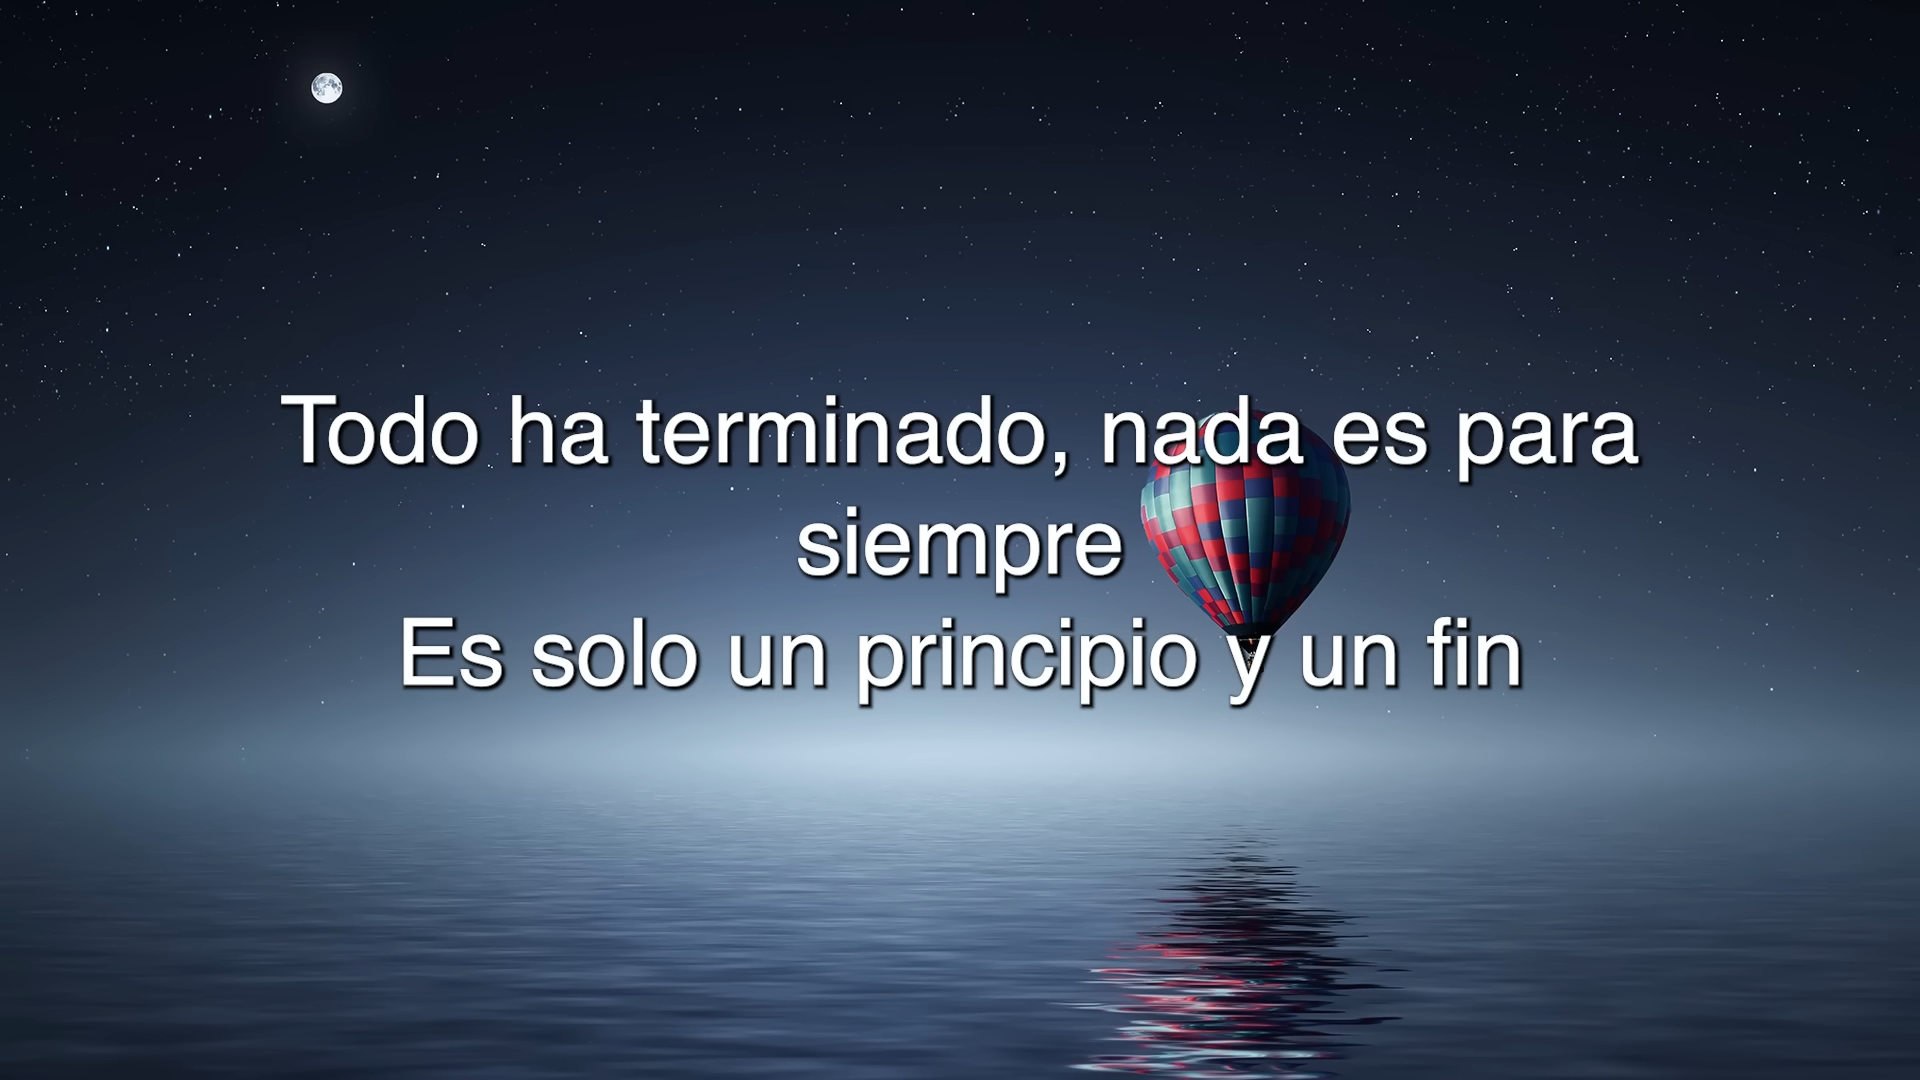 Todo ha terminado, nada es para
siempre
Es solo un principio y un fin